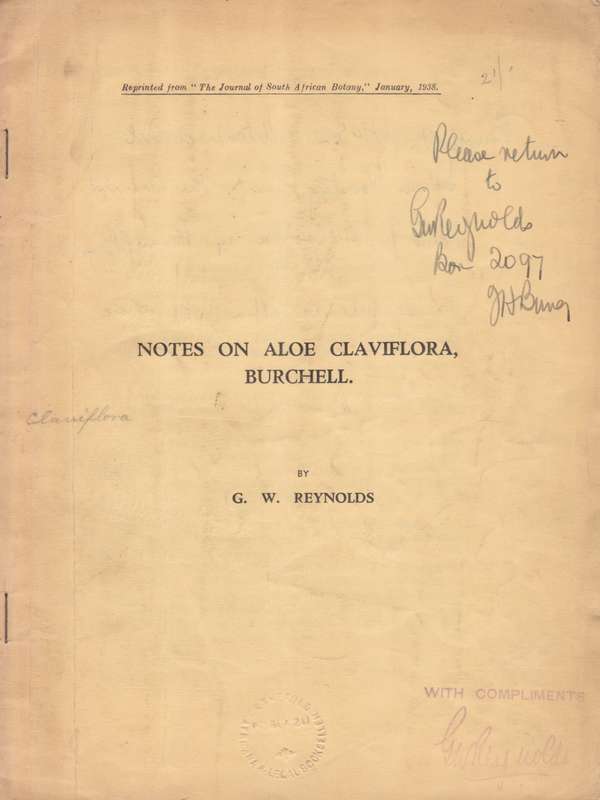 Reprinted from "The Journal of South African Botany," January, 1938.
2/'
Please return
to
GWReynolds
Box 2097
NOTES ON ALOE CLAVIFLORA,
BURCHELL.
claviflora
BY
G. W. REYNOLDS
WITH COMPLIMENTS
GWReynolds